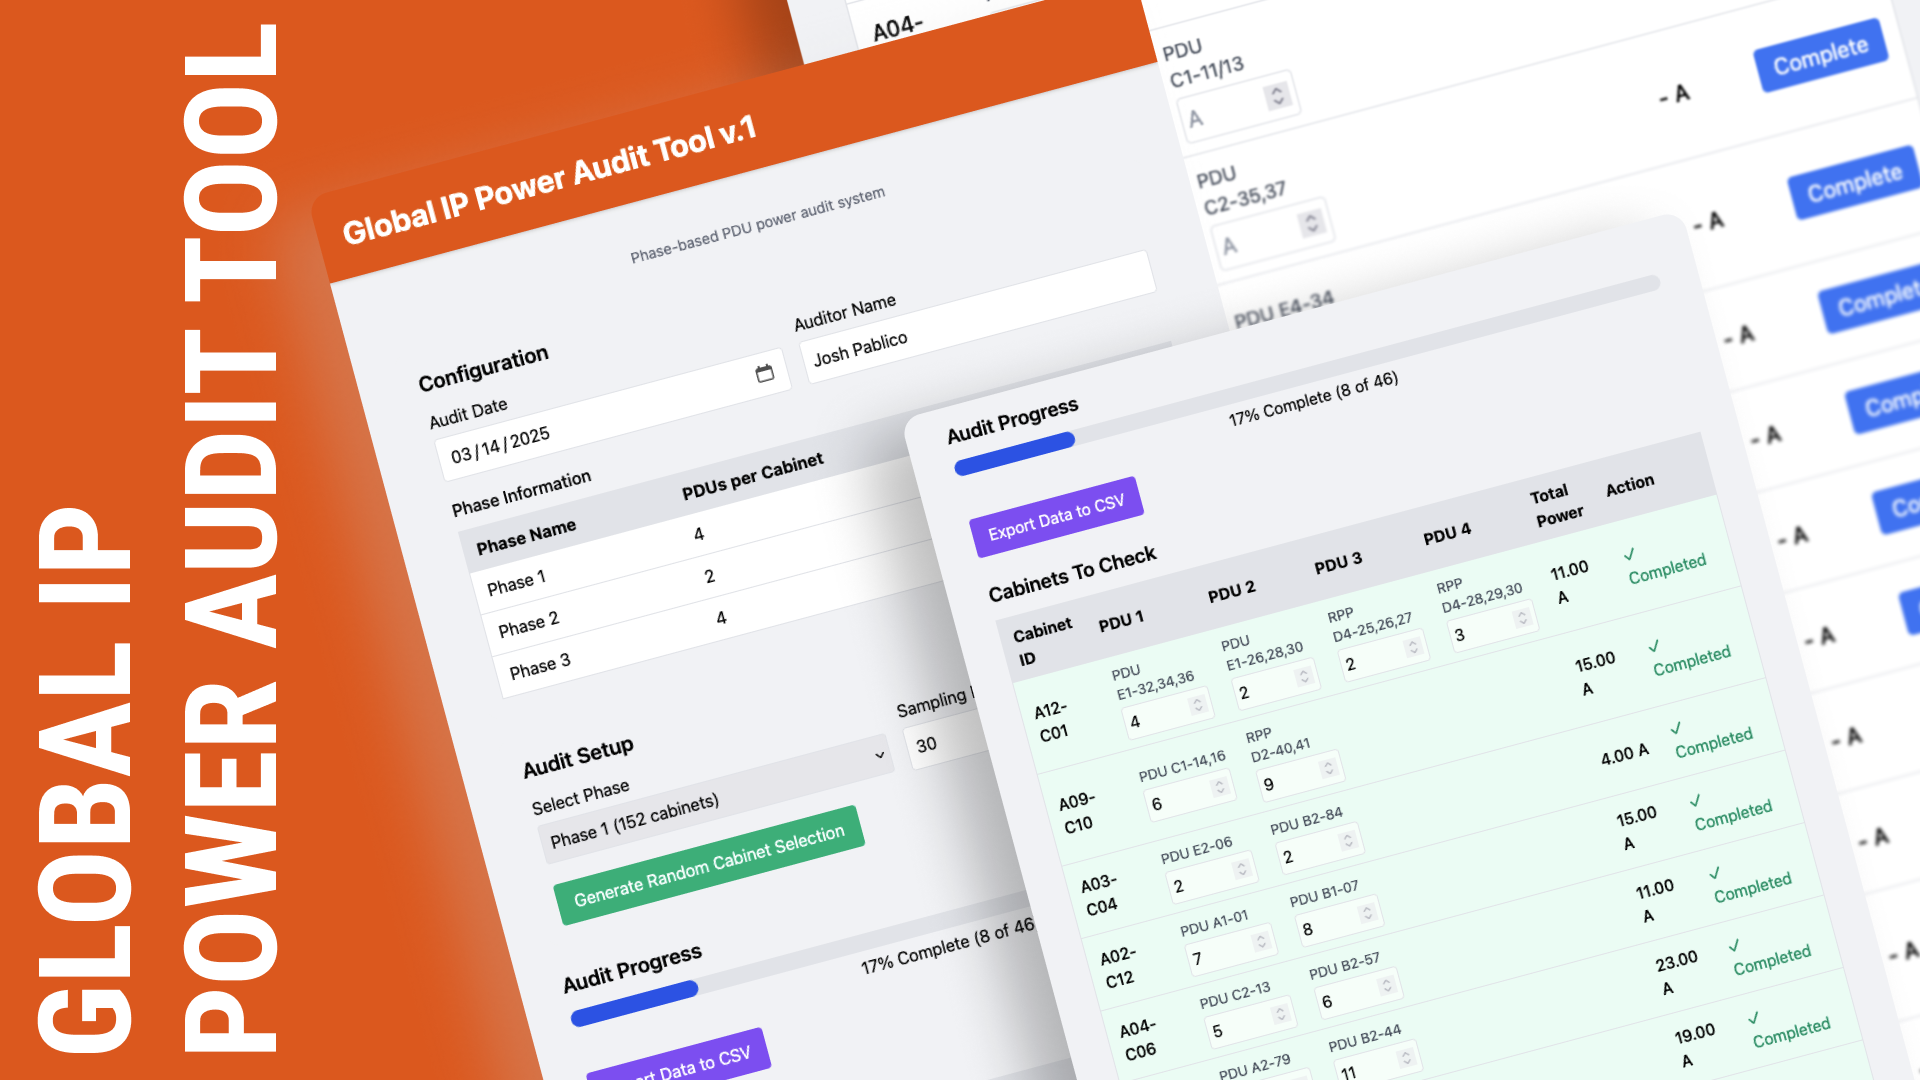 GLOBAL IP
POWER AUDIT TOOL
Global IP Power Audit Tool v.1
Phase-based PDU power audit system
Configuration
Audit Date
03/14/2025
Auditor Name
Josh Pablico
Phase Information
Phase Name PDUs per Cabinet
Phase 1 4
Phase 2 2
Phase 3 4
Audit Setup
Select Phase
Phase 1 (152 cabinets)
Sampling
30
Generate Random Cabinet Selection
Audit Progress
17% Complete (8 of 46
Data to CSV
A04-
PDU
C1-11/13
A
- A
Complete
PDU
C2-35,37
A
- A
Complete
PDU E4-34
- A
- A
- A
- A
- A
- A
- A
Audit Progress
17% Complete (8 of 46)
Export Data to CSV
Cabinets To Check
Cabinet
ID
PDU 1
PDU 2
PDU 3
PDU 4
Total
Power
Action
A12-
C01
PDU
E1-32,34,36
4
PDU
E1-26,28,30
2
RPP
D4-25,26,27
2
RPP
D4-28,29,30
3
11.00
A
✓
Completed
A09-
C10
PDU C1-14,16
6
RPP
D2-40,41
9
15.00
A
✓
Completed
A03-
C04
PDU E2-06
2
PDU B2-84
2
4.00 A
✓
Completed
A02-
C12
PDU A1-01
7
PDU B1-07
8
15.00
A
✓
Completed
A04-
C06
PDU C2-13
5
PDU B2-57
6
11.00
A
✓
Completed
PDU A2-79
PDU B2-44
11
23.00
A
✓
Completed
19.00
A
✓
Completed